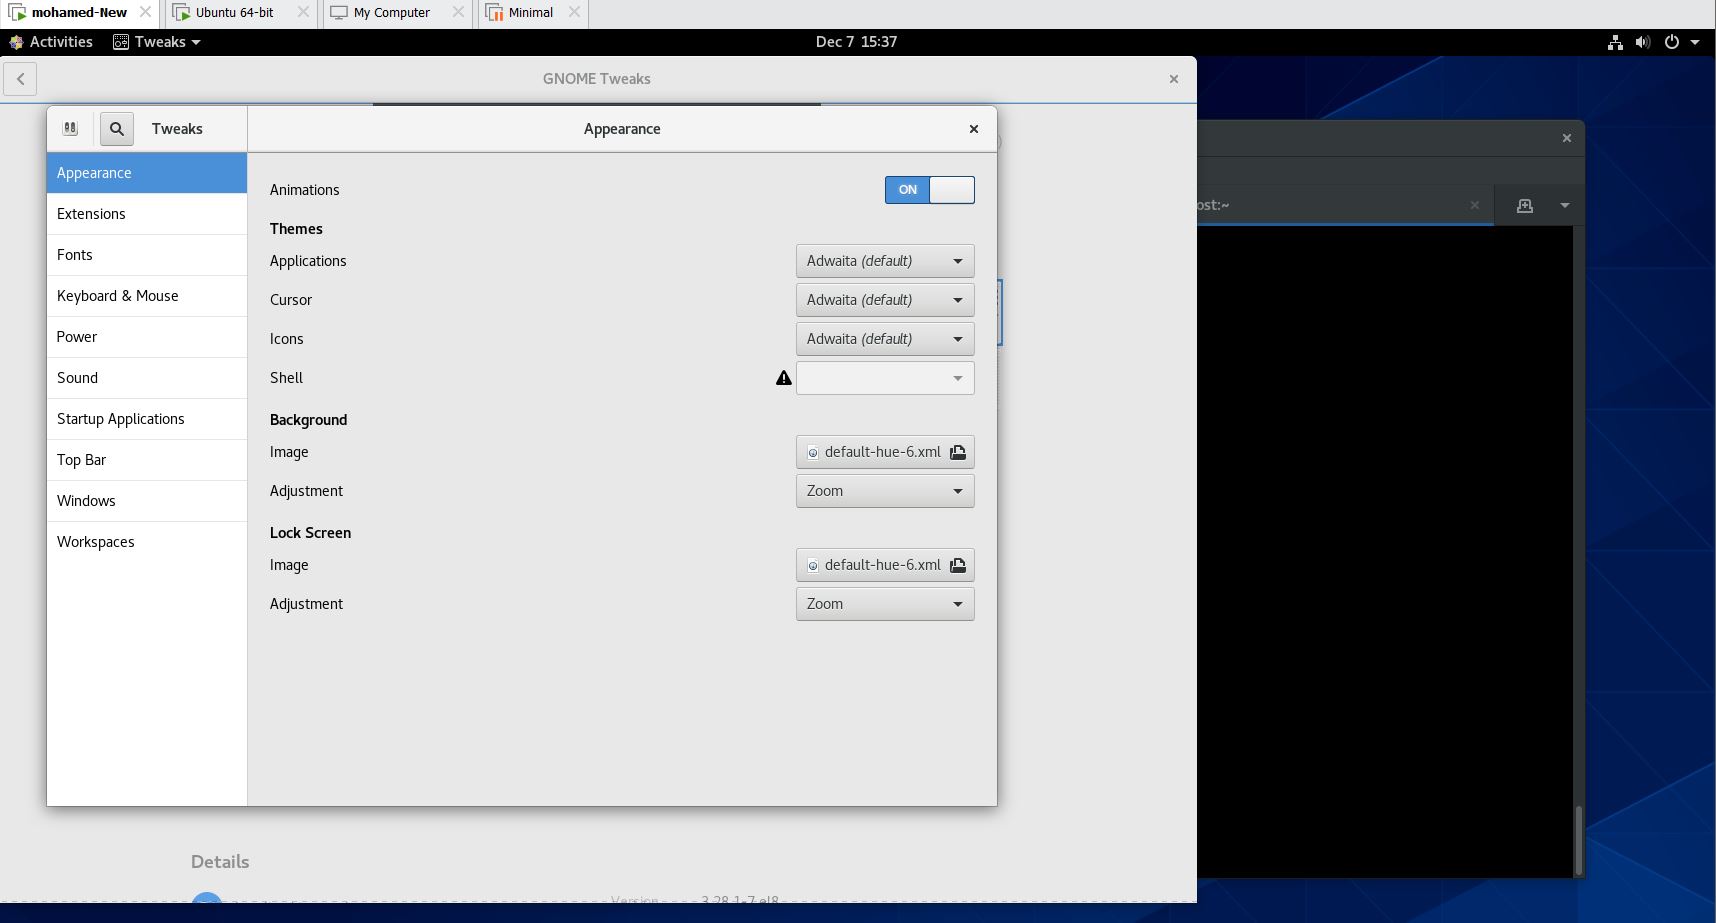 mohamed-New Ubuntu 64-bit My Computer Minimal
Activities Tweaks Dec 7 15:37
GNOME Tweaks
Tweaks Appearance
Appearance
Extensions
Fonts
Keyboard & Mouse
Power
Sound
Startup Applications
Top Bar
Windows
Workspaces
Animations ON
Themes
Applications Adwaita (default)
Cursor Adwaita (default)
Icons Adwaita (default)
Shell
Background
Image default-hue-6.xml
Adjustment Zoom
Lock Screen
Image default-hue-6.xml
Adjustment Zoom
ost:~
Details
Version 3.28.1-7.el8